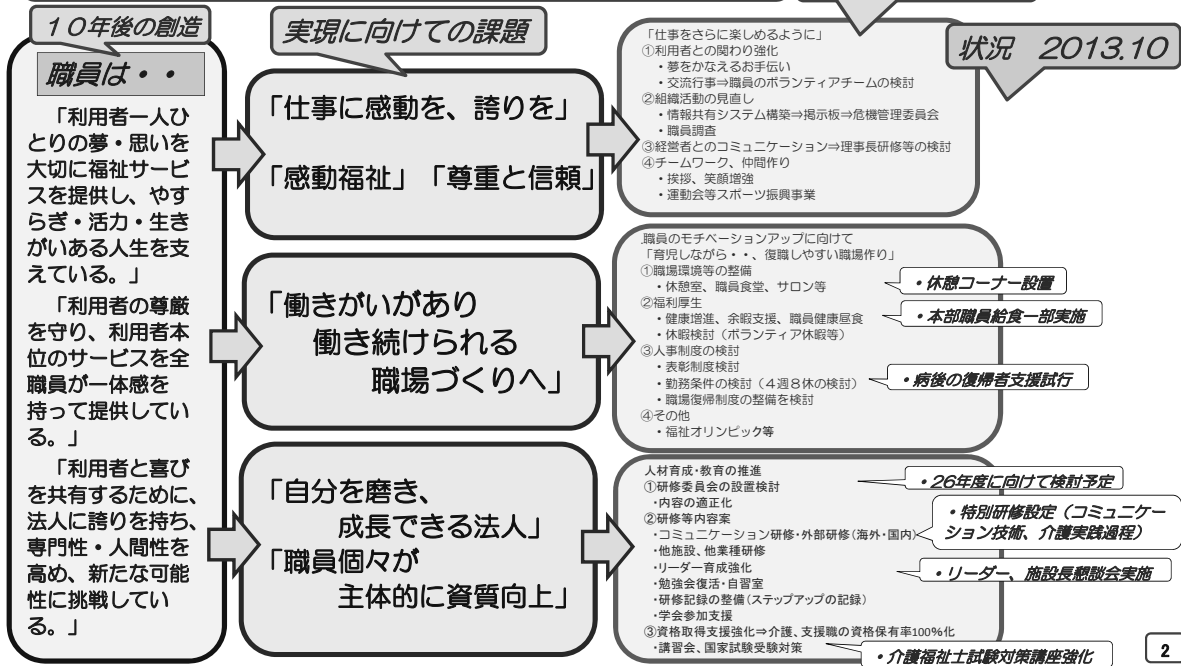 １０年後の創造
職員は・・
「利用者一人ひ
とりの夢・思いを
大切に福祉サービ
スを提供し、やす
らぎ・活力・生き
がいある人生を支
えている。」
「利用者の尊厳
を守り、利用者本
位のサービスを全
職員が一体感を
持って提供してい
る。」
「利用者と喜び
を共有するために、
法人に誇りを持ち、
専門性・人間性を
高め、新たな可能
性に挑戦してい
る。」
実現に向けての課題
「仕事に感動を、誇りを」
「感動福祉」「尊重と信頼」
「働きがいがあり
働き続けられる
職場づくりへ」
「自分を磨き、
成長できる法人」
「職員個々が
主体的に資質向上」
状況　2013.10
「仕事をさらに楽しめるように」
①利用者との関わり強化
・夢をかなえるお手伝い
・交流行事⇒職員のボランティアチームの検討
②組織活動の見直し
・情報共有システム構築⇒掲示板⇒危機管理委員会
・職員調査
③経営者とのコミュニケーション⇒理事長研修等の検討
④チームワーク、仲間作り
・挨拶、笑顔増強
・運動会等スポーツ振興事業
職員のモチベーションアップに向けて
「育児しながら・・、復職しやすい職場作り」
①職場環境等の整備
・休憩室、職員食堂、サロン等
②福利厚生
・健康増進、余暇支援、職員健康昼食
・休暇検討（ボランティア休暇等）
③人事制度の検討
・表彰制度検討
・勤務条件の検討（４週８休の検討）
・職場復帰制度の整備を検討
④その他
・福祉オリンピック等
・休憩コーナー設置
・本部職員給食一部実施
・病後の復帰者支援試行
人材育成・教育の推進
①研修委員会の設置検討
・内容の適正化
②研修等内容案
・コミュニケーション研修・外部研修（海外・国内）
・他施設、他業種研修
・リーダー育成強化
・勉強会復活・自習室
・研修記録の整備（ステップアップの記録）
・学会参加支援
③資格取得支援強化⇒介護、支援職の資格保有率100％化
・講習会、国家試験受験対策
・26年度に向けて検討予定
・特別研修設定（コミュニケー
ション技術、介護実践過程）
・リーダー、施設長懇談会実施
・介護福祉士試験対策講座強化
2